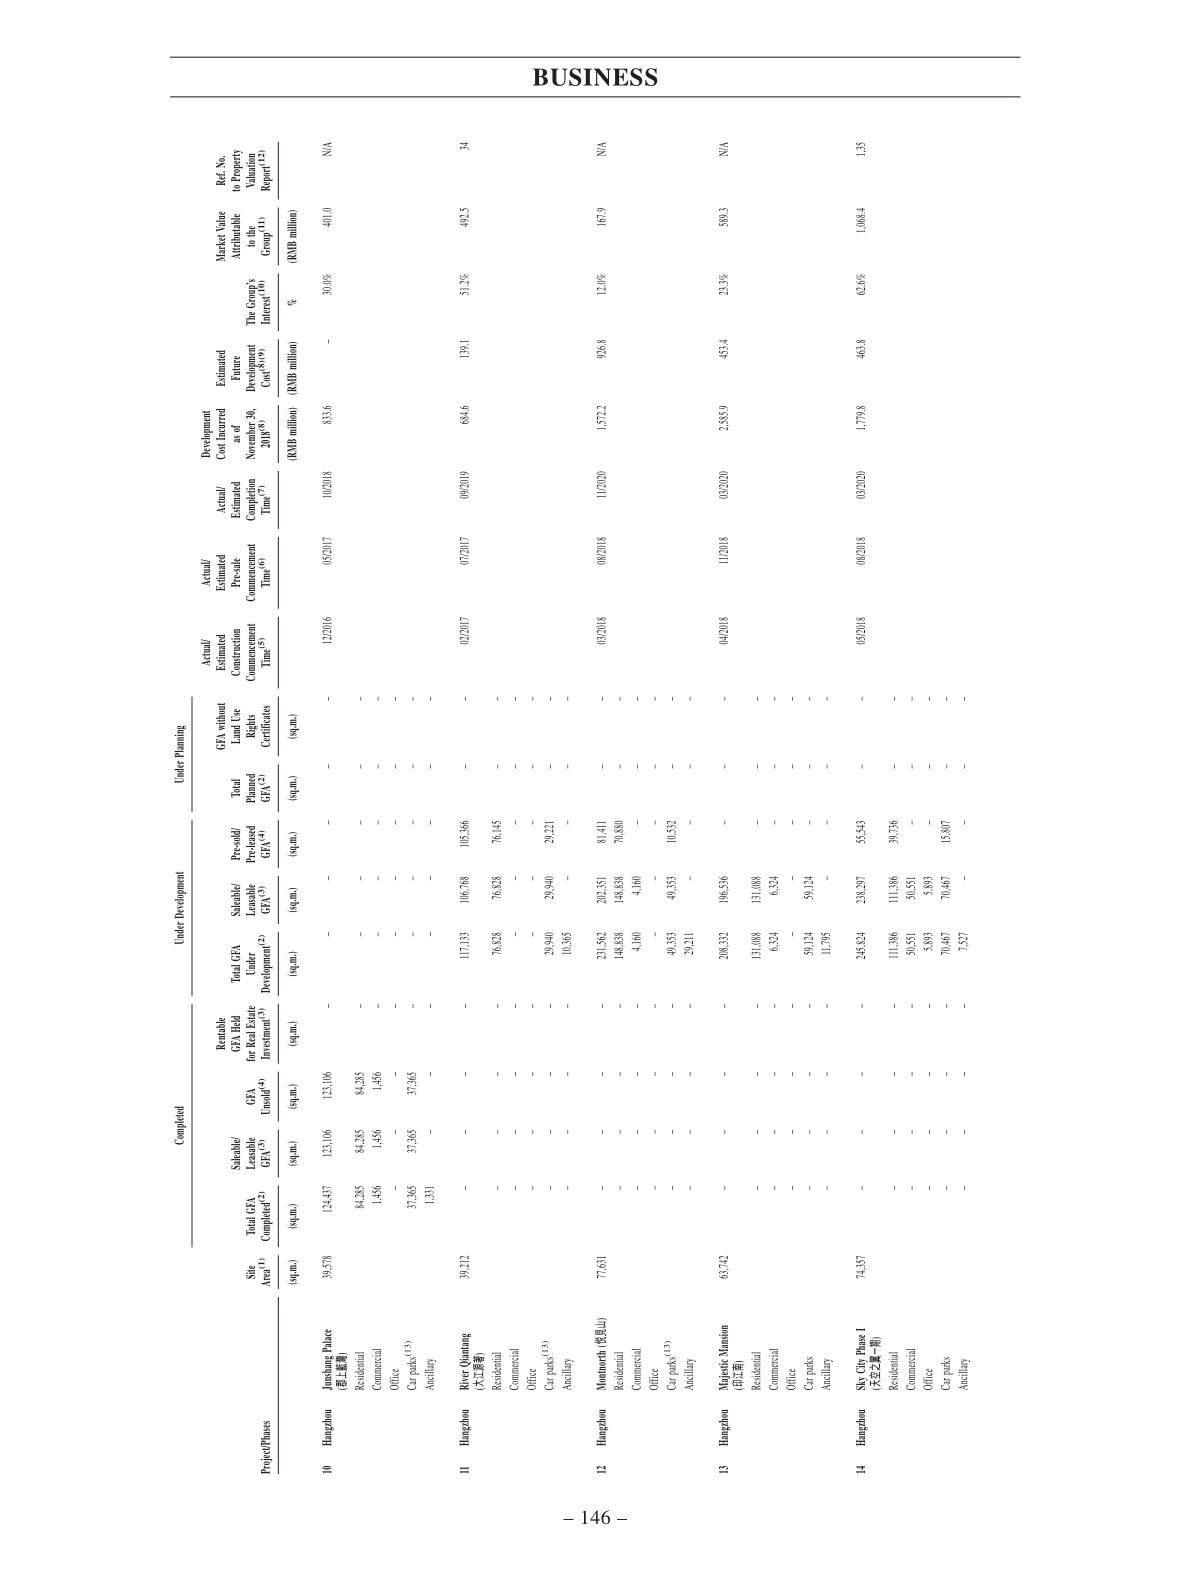 BUSINESS
Completed Under Development Under Planning
Project/Phases Site Area(1) Total GFA Completed(2) Saleable/ Leasable GFA(3) GFA Unsold(4) Rentable GFA Held for Real Estate Investment(3) Total GFA Under Development(2) Saleable/ Leasable GFA(3) Pre-sold/ Pre-leased GFA(4) Total Planned GFA(2) GFA without Land Use Rights Certificates Actual/ Estimated Construction Commencement Time(5) Actual/ Estimated Pre-sale Commencement Time(6) Actual/ Estimated Completion Time(7) Development Cost Incurred as of November 30, 2018(8) Estimated Future Development Cost(8)(9) The Group's Interest(10) Market Value Attributable to the Group(11) Ref. No. to Property Valuation Report(12)
(sq.m.) (sq.m.) (sq.m.) (sq.m.) (sq.m.) (sq.m.) (sq.m.) (sq.m.) (sq.m.) (sq.m.) (RMB million) (RMB million) % (RMB million)
10 Hangzhou Junshang Palace 39,578 124,437 123,106 123,106 – – – – – – 12/2016 05/2017 10/2018 833.6 – 30.0% 401.0 N/A
(郡上藍灣)
Residential 84,285 84,285 84,285 – – – – – –
Commercial 1,456 1,456 1,456 – – – – – –
Office – – – – – – – – –
Car parks(13) 37,365 37,365 37,365 – – – – – –
Ancillary 1,331 – – – – – – – –
11 Hangzhou River Qiantang 39,212 – – – – 117,133 106,768 105,366 – – 02/2017 07/2017 09/2019 684.6 139.1 51.2% 492.5 34
(大江源著)
Residential – – – – 76,828 76,828 76,145 – –
Commercial – – – – – – – – –
Office – – – – – – – – –
Car parks(13) – – – – 29,940 29,940 29,221 – –
Ancillary – – – – 10,365 – – – –
12 Hangzhou Montnorth (悅見山) 77,631 – – – – 231,562 202,351 81,411 – – 03/2018 08/2018 11/2020 1,572.2 926.8 12.0% 167.9 N/A
Residential – – – – 148,838 148,838 70,880 – –
Commercial – – – – 4,160 4,160 – – –
Office – – – – – – – – –
Car parks(13) – – – – 49,353 49,353 10,532 – –
Ancillary – – – – 29,211 – – – –
13 Hangzhou Majestic Mansion 63,742 – – – – 208,332 196,536 – – – 04/2018 11/2018 03/2020 2,585.9 453.4 23.3% 589.3 N/A
(印江南)
Residential – – – – 131,088 131,088 – – –
Commercial – – – – 6,324 6,324 – – –
Office – – – – – – – – –
Car parks – – – – 59,124 59,124 – – –
Ancillary – – – – 11,795 – – – –
14 Hangzhou Sky City Phase I 74,357 – – – – 245,824 238,297 55,543 – – 05/2018 08/2018 03/2020 1,779.8 463.8 62.6% 1,068.4 1,35
(天空之翼一期)
Residential – – – – 111,386 111,386 39,736 – –
Commercial – – – – 50,551 50,551 – – –
Office – – – – 5,893 5,893 – – –
Car parks – – – – 70,467 70,467 15,807 – –
Ancillary – – – – 7,527 – – – –
– 146 –